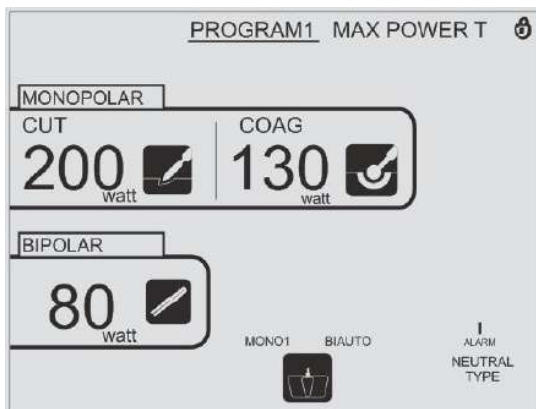 PROGRAM1 MAX POWER T
MONOPOLAR
CUT COAG
200 watt 130 watt
BIPOLAR
80 watt
MONO1 BIAUTO
ALARM
NEUTRAL
TYPE